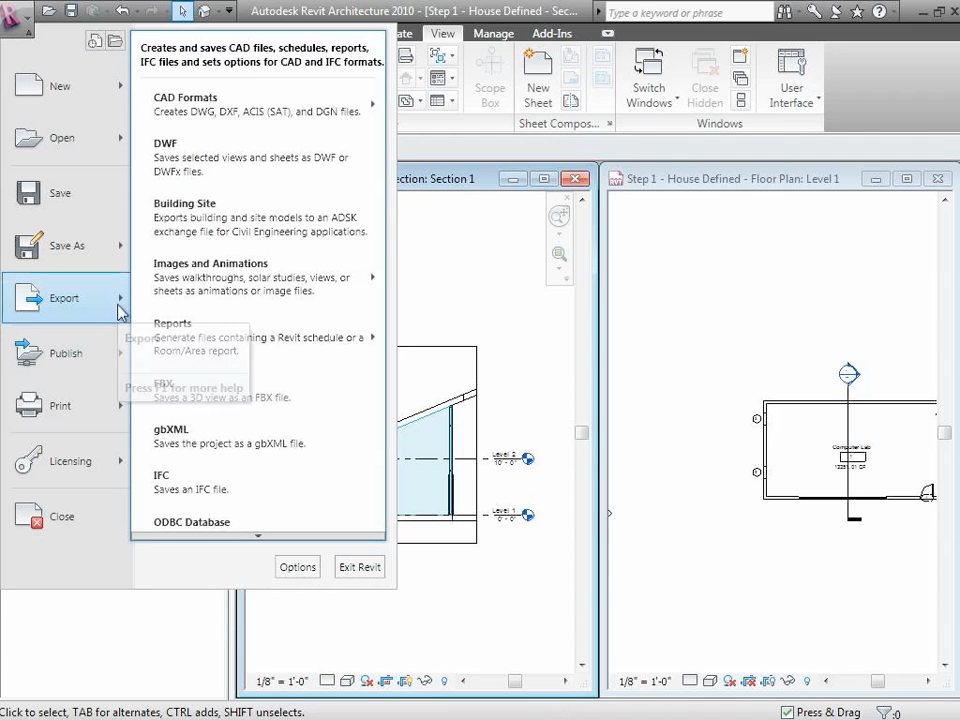 Autodesk Revit Architecture 2010 - [Step 1 - House Defined - Sec...
Type a keyword or phrase
View
Manage
Add-Ins
Scope
Box
New
Sheet
Switch
Windows
Close
Hidden
User
Interface
Sheet Compos...
Windows
New
Open
Save
Save As
Export
Publish
Print
Licensing
Close
Creates and saves CAD files, schedules, reports,
IFC files and sets options for CAD and IFC formats.
CAD Formats
Creates DWG, DXF, ACIS (SAT), and DGN files.
DWF
Saves selected views and sheets as DWF or
DWFx files.
Building Site
Exports building and site models to an ADSK
exchange file for Civil Engineering applications.
Images and Animations
Saves walkthroughs, solar studies, views, or
sheets as animations or image files.
Reports
Generate files containing a Revit schedule or a
Room/Area report.
Export
Press F1 for more help
FBX
Saves a 3D view as an FBX file.
gbXML
Saves the project as a gbXML file.
IFC
Saves an IFC file.
ODBC Database
Options
Exit Revit
Section: Section 1
Step 1 - House Defined - Floor Plan: Level 1
Level 2
10' - 0"
Level 1
0' - 0"
Computer Lab
1/8" = 1'-0"
1/8" = 1'-0"
Click to select, TAB for alternates, CTRL adds, SHIFT unselects.
Press & Drag
:0